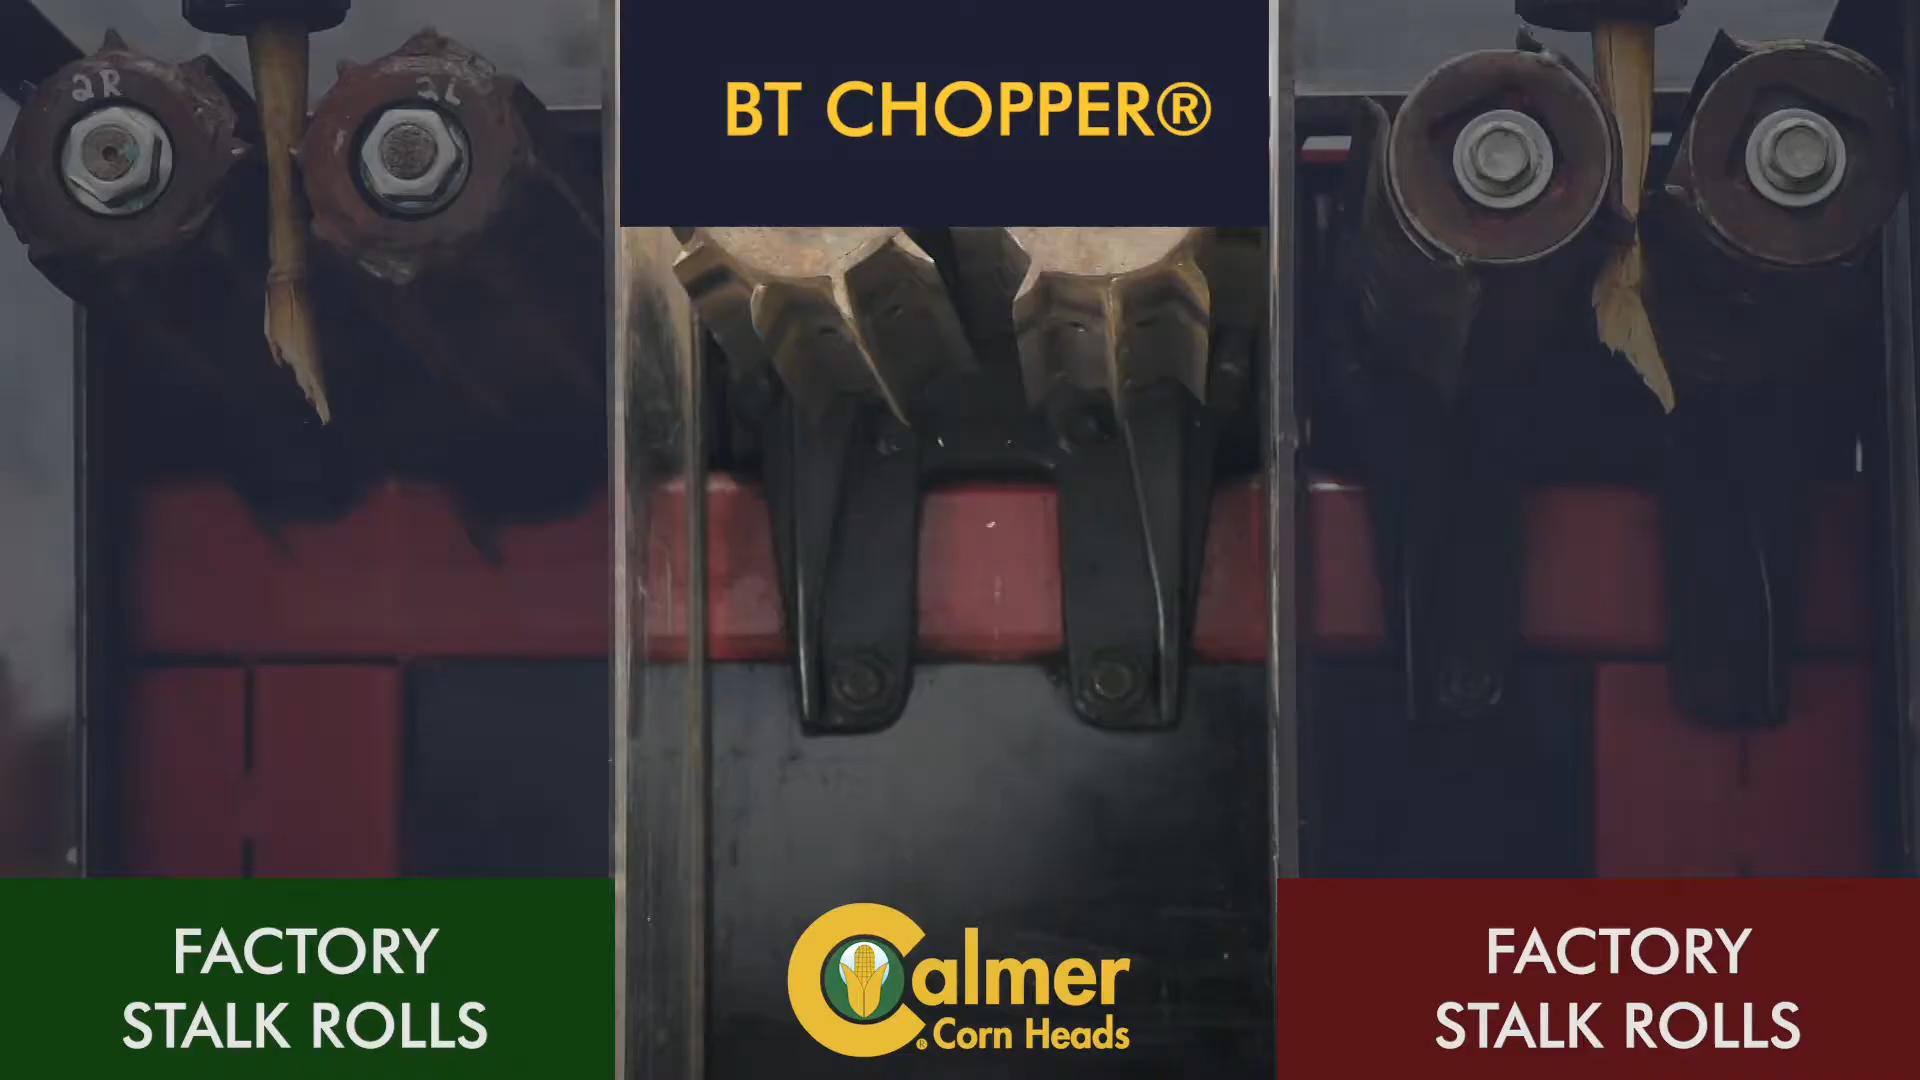 2R
2L
BT CHOPPER®
FACTORY
STALK ROLLS
Calmer
® Corn Heads
FACTORY
STALK ROLLS